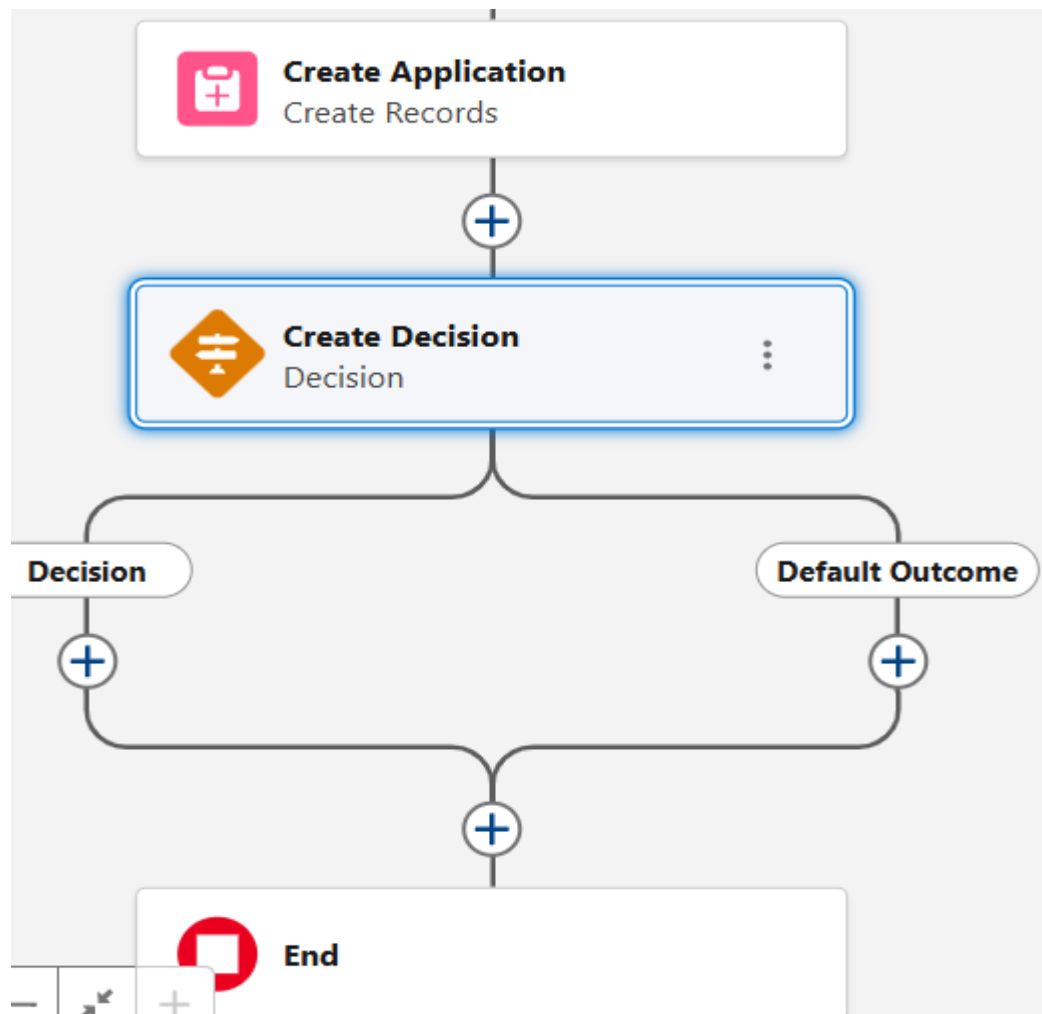 Create Application
Create Records
Create Decision
Decision
Decision
Default Outcome
End